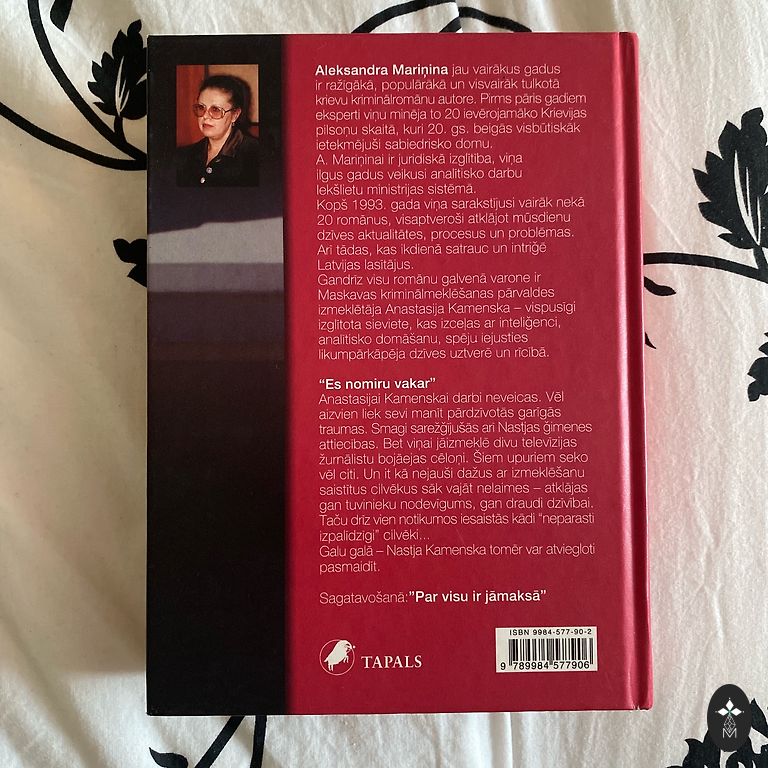 Aleksandra Mariņina jau vairākus gadus
ir ražīgākā, populārākā un visvairāk tulkotā
krievu kriminālromānu autore. Pirms pāris gadiem
eksperti viņu minēja to 20 ievērojamāko Krievijas
pilsoņu skaitā, kuri 20. gs. beigās visbūtiskāk
ietekmējuši sabiedrisko domu.
A. Mariņinai ir juridiskā izglītība, viņa
ilgus gadus veikusi analītisko darbu
Iekšlietu ministrijas sistēmā.
Kopš 1993. gada viņa sarakstījusi vairāk nekā
20 romānus, visaptveroši atklājot mūsdienu
dzīves aktualitātes, procesus un problēmas.
Arī tādas, kas ikdienā satrauc un intriģē
Latvijas lasītājus.
Gandrīz visu romānu galvenā varone ir
Maskavas kriminālmeklēšanas pārvaldes
izmeklētāja Anastasija Kamenska – vispusīgi
izglītota sieviete, kas izceļas ar inteliģenci,
analītisko domāšanu, spēju iejusties
likumpārkāpēja dzīves uztverē un rīcībā.
"Es nomiru vakar"
Anastasijai Kamenskai darbi neveicas. Vēl
aizvien liek sevi manīt pārdzīvotās garīgās
traumas. Smagi sarežģījušās arī Nastjas ģimenes
attiecības. Bet viņai jāizmeklē divu televīzijas
žurnālistu bojāejas cēloņi. Šiem upuriem seko
vēl citi. Un it kā nejauši dažus ar izmeklēšanu
saistītus cilvēkus sāk vajāt nelaimes – atklājas
gan tuvinieku nodevīgums, gan draudi dzīvībai.
Taču drīz vien notikumos iesaistās kādi "neparasti
izpalīdzīgi" cilvēki...
Galu galā – Nastja Kamenska tomēr var atviegloti
pasmaidīt.
Sagatavošanā:"Par visu ir jāmaksā"
ISBN 9984-577-90-2
9 789984 577906
TAPALS
M